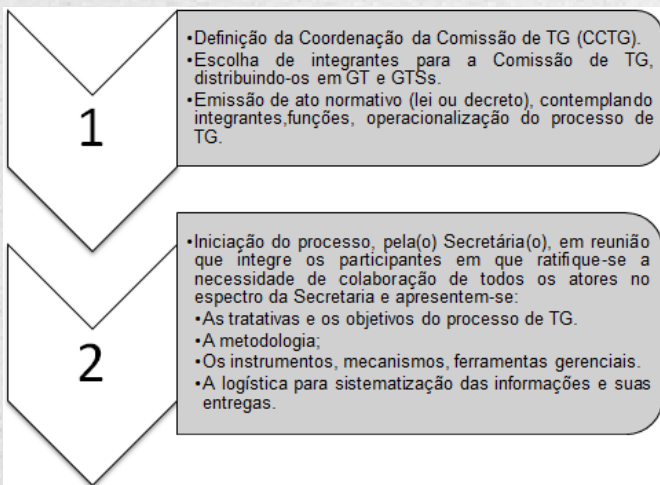 1
•Definição da Coordenação da Comissão de TG (CCTG).
•Escolha de integrantes para a Comissão de TG,
distribuindo-os em GT e GTSs.
•Emissão de ato normativo (lei ou decreto), contemplando
integrantes,funções, operacionalização do processo de
TG.
2
•Iniciação do processo, pela(o) Secretária(o), em reunião
que integre os participantes em que ratifique-se a
necessidade de colaboração de todos os atores no
espectro da Secretaria e apresentem-se:
•As tratativas e os objetivos do processo de TG.
•A metodologia;
•Os instrumentos, mecanismos, ferramentas gerenciais.
•A logística para sistematização das informações e suas
entregas.